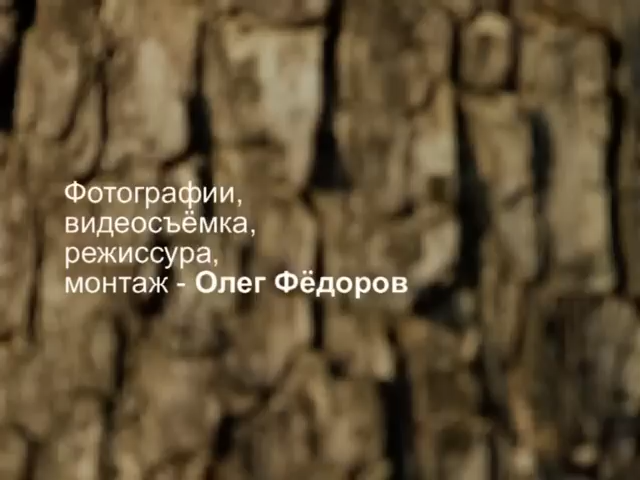 Фотографии,
видеосъёмка,
режиссура,
монтаж - Олег Фёдоров